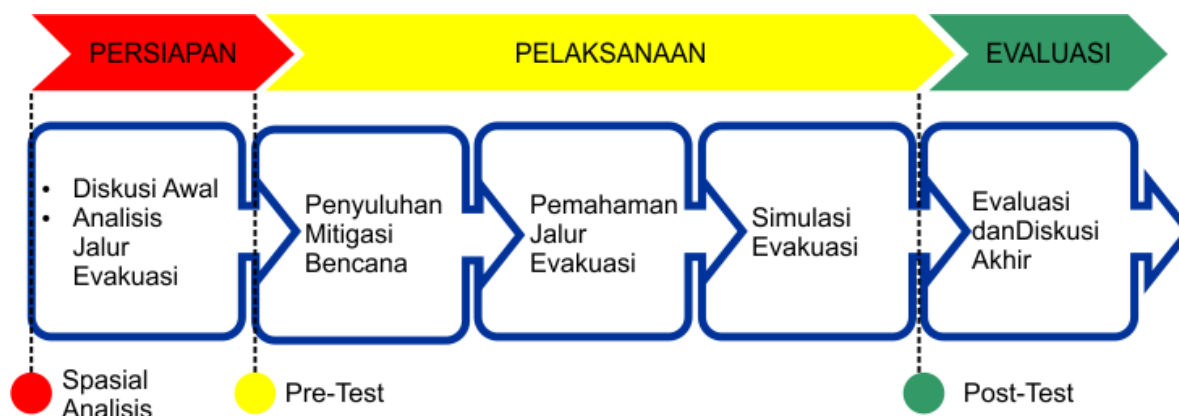 PERSIAPAN
PELAKSANAAN
EVALUASI
• Diskusi Awal
• Analisis
Jalur
Evakuasi
Penyuluhan
Mitigasi
Bencana
Pemahaman
Jalur
Evakuasi
Simulasi
Evakuasi
Evaluasi
danDiskusi
Akhir
Spasial
Analisis
Pre-Test
Post-Test